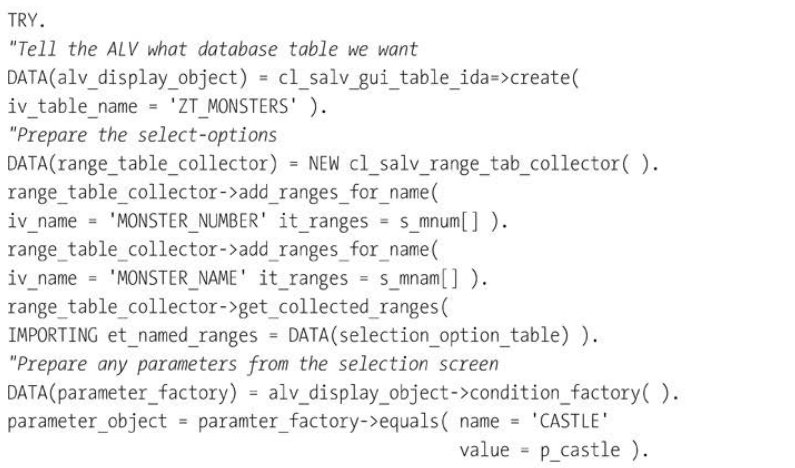 TRY.
"Tell the ALV what database table we want
DATA(alv_display_object) = cl_salv_gui_table_ida=>create(
iv_table_name = 'ZT_MONSTERS' ).
"Prepare the select-options
DATA(range_table_collector) = NEW cl_salv_range_tab_collector( ).
range_table_collector->add_ranges_for_name(
iv_name = 'MONSTER_NUMBER' it_ranges = s_mnum[] ).
range_table_collector->add_ranges_for_name(
iv_name = 'MONSTER_NAME' it_ranges = s_mnam[] ).
range_table_collector->get_collected_ranges(
IMPORTING et_named_ranges = DATA(selection_option_table) ).
"Prepare any parameters from the selection screen
DATA(parameter_factory) = alv_display_object->condition_factory( ).
parameter_object = paramter_factory->equals( name = 'CASTLE'
value = p_castle ).